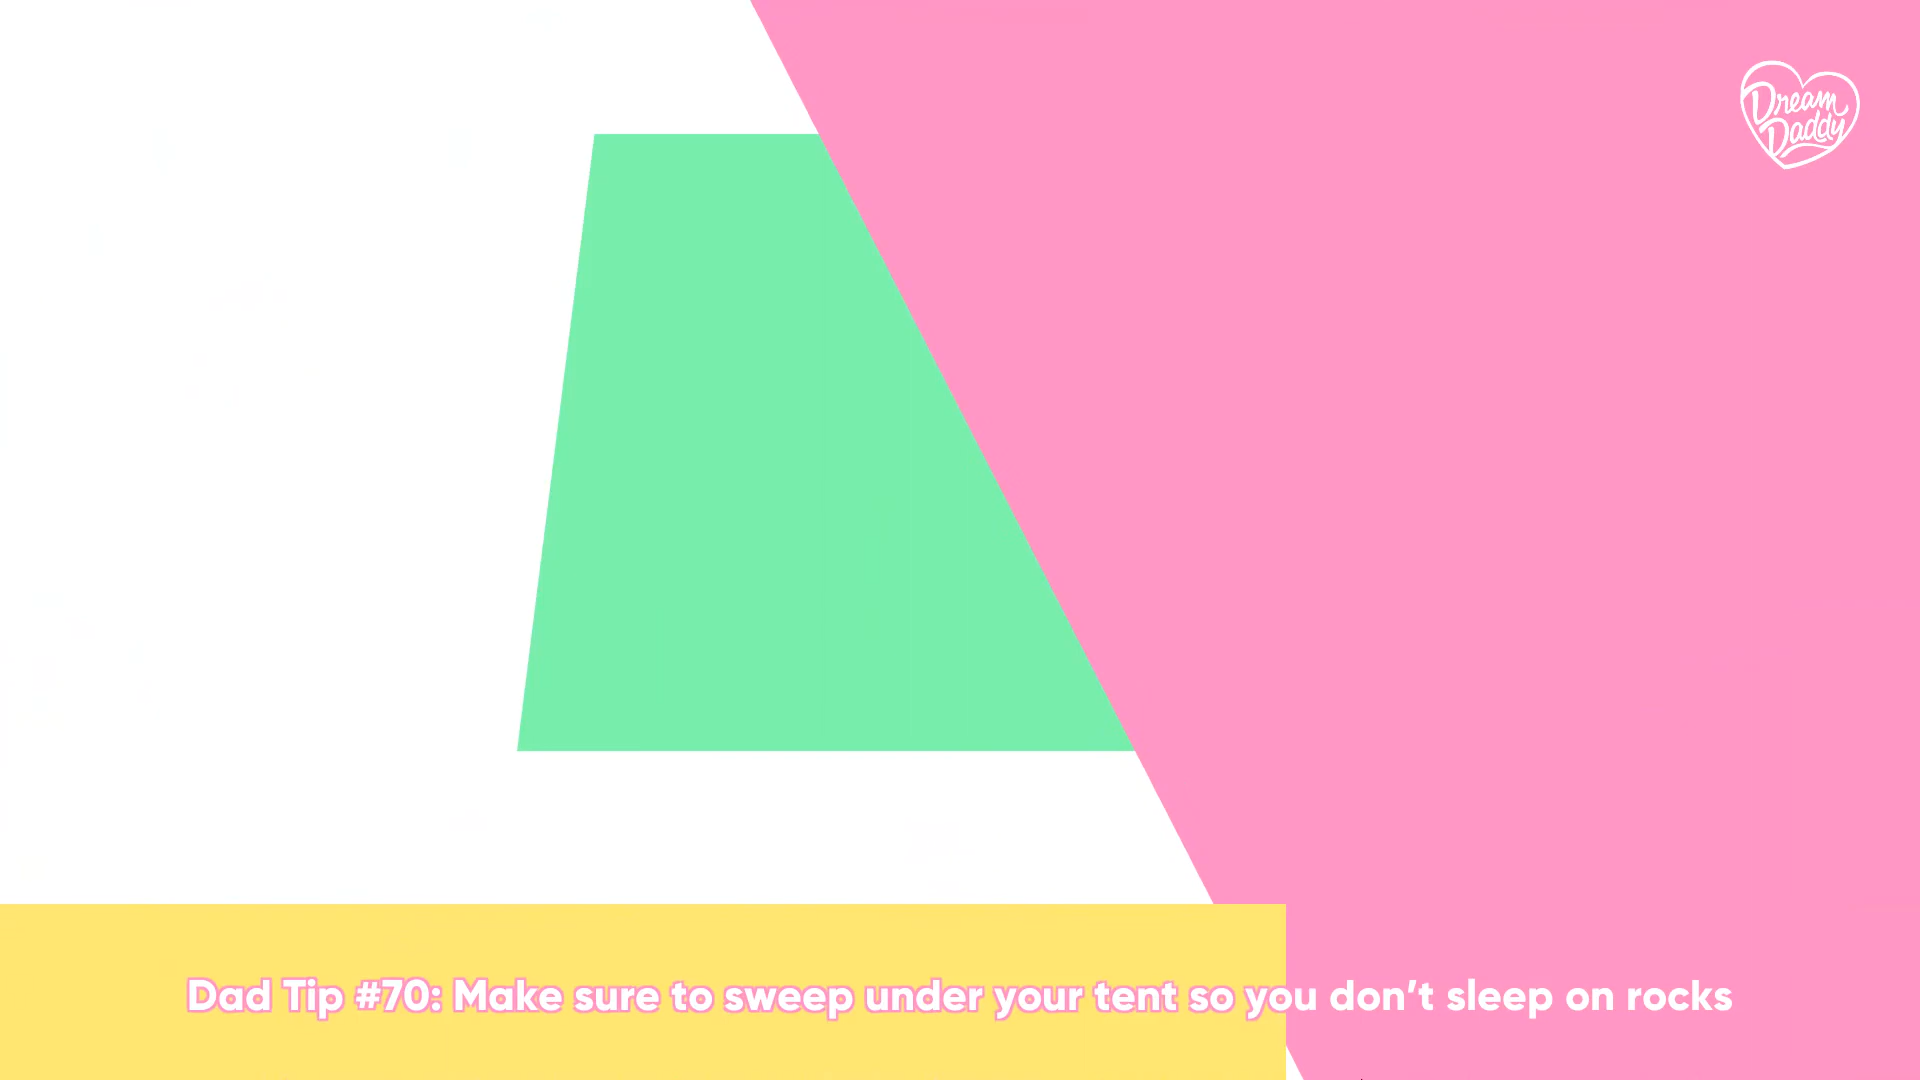 Dream
Daddy
Dad Tip #70: Make sure to sweep under your tent so you don’t sleep on rocks